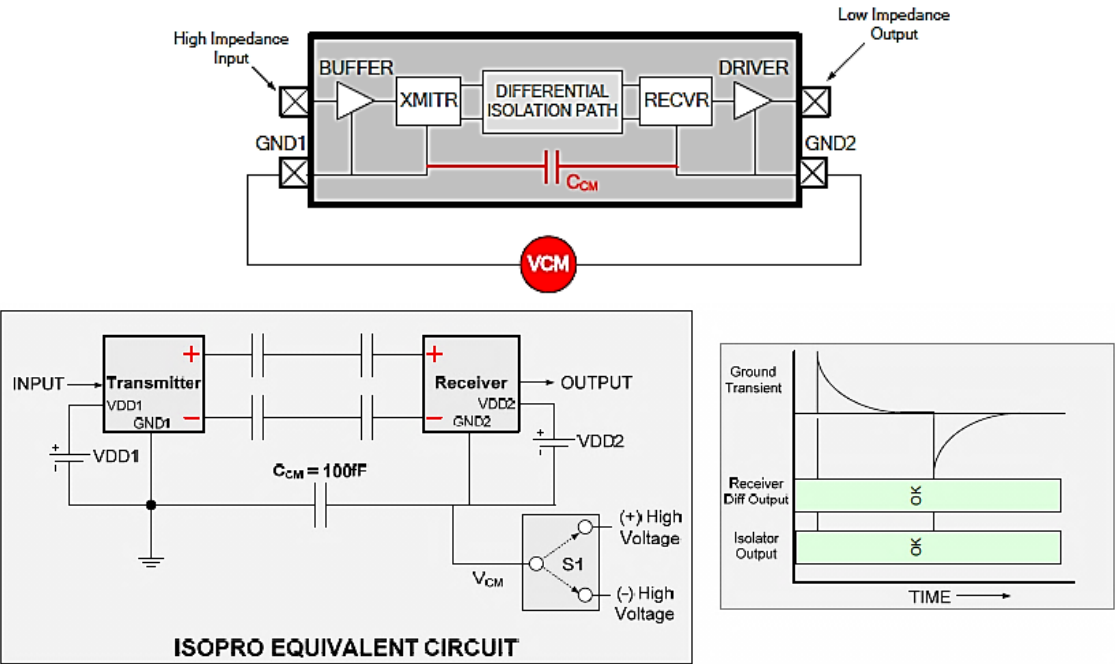 High Impedance
Input
Low Impedance
Output
BUFFER
DRIVER
XMITR
DIFFERENTIAL
ISOLATION PATH
RECVR
GND1
GND2
CCM
VCM
INPUT
+
Transmitter
VDD1
GND1
−
+
Receiver
VDD2
GND2
−
OUTPUT
+
-
VDD1
+
-
VDD2
CCM = 100fF
(+) High
Voltage
S1
VCM
(-) High
Voltage
ISOPRO EQUIVALENT CIRCUIT
Ground
Transient
Receiver
Diff Output
OK
Isolator
Output
OK
TIME